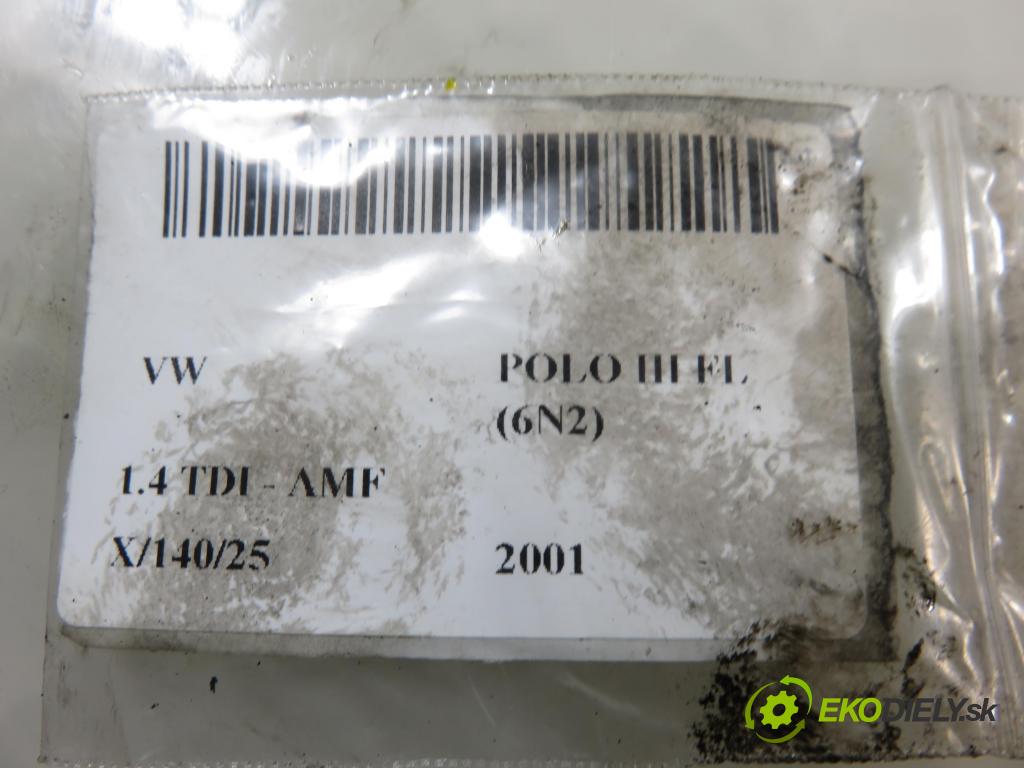 VW POLO III FL
(6N2)
1.4 TDI - AMF
X/140/25 2001
EKODIELY.sk